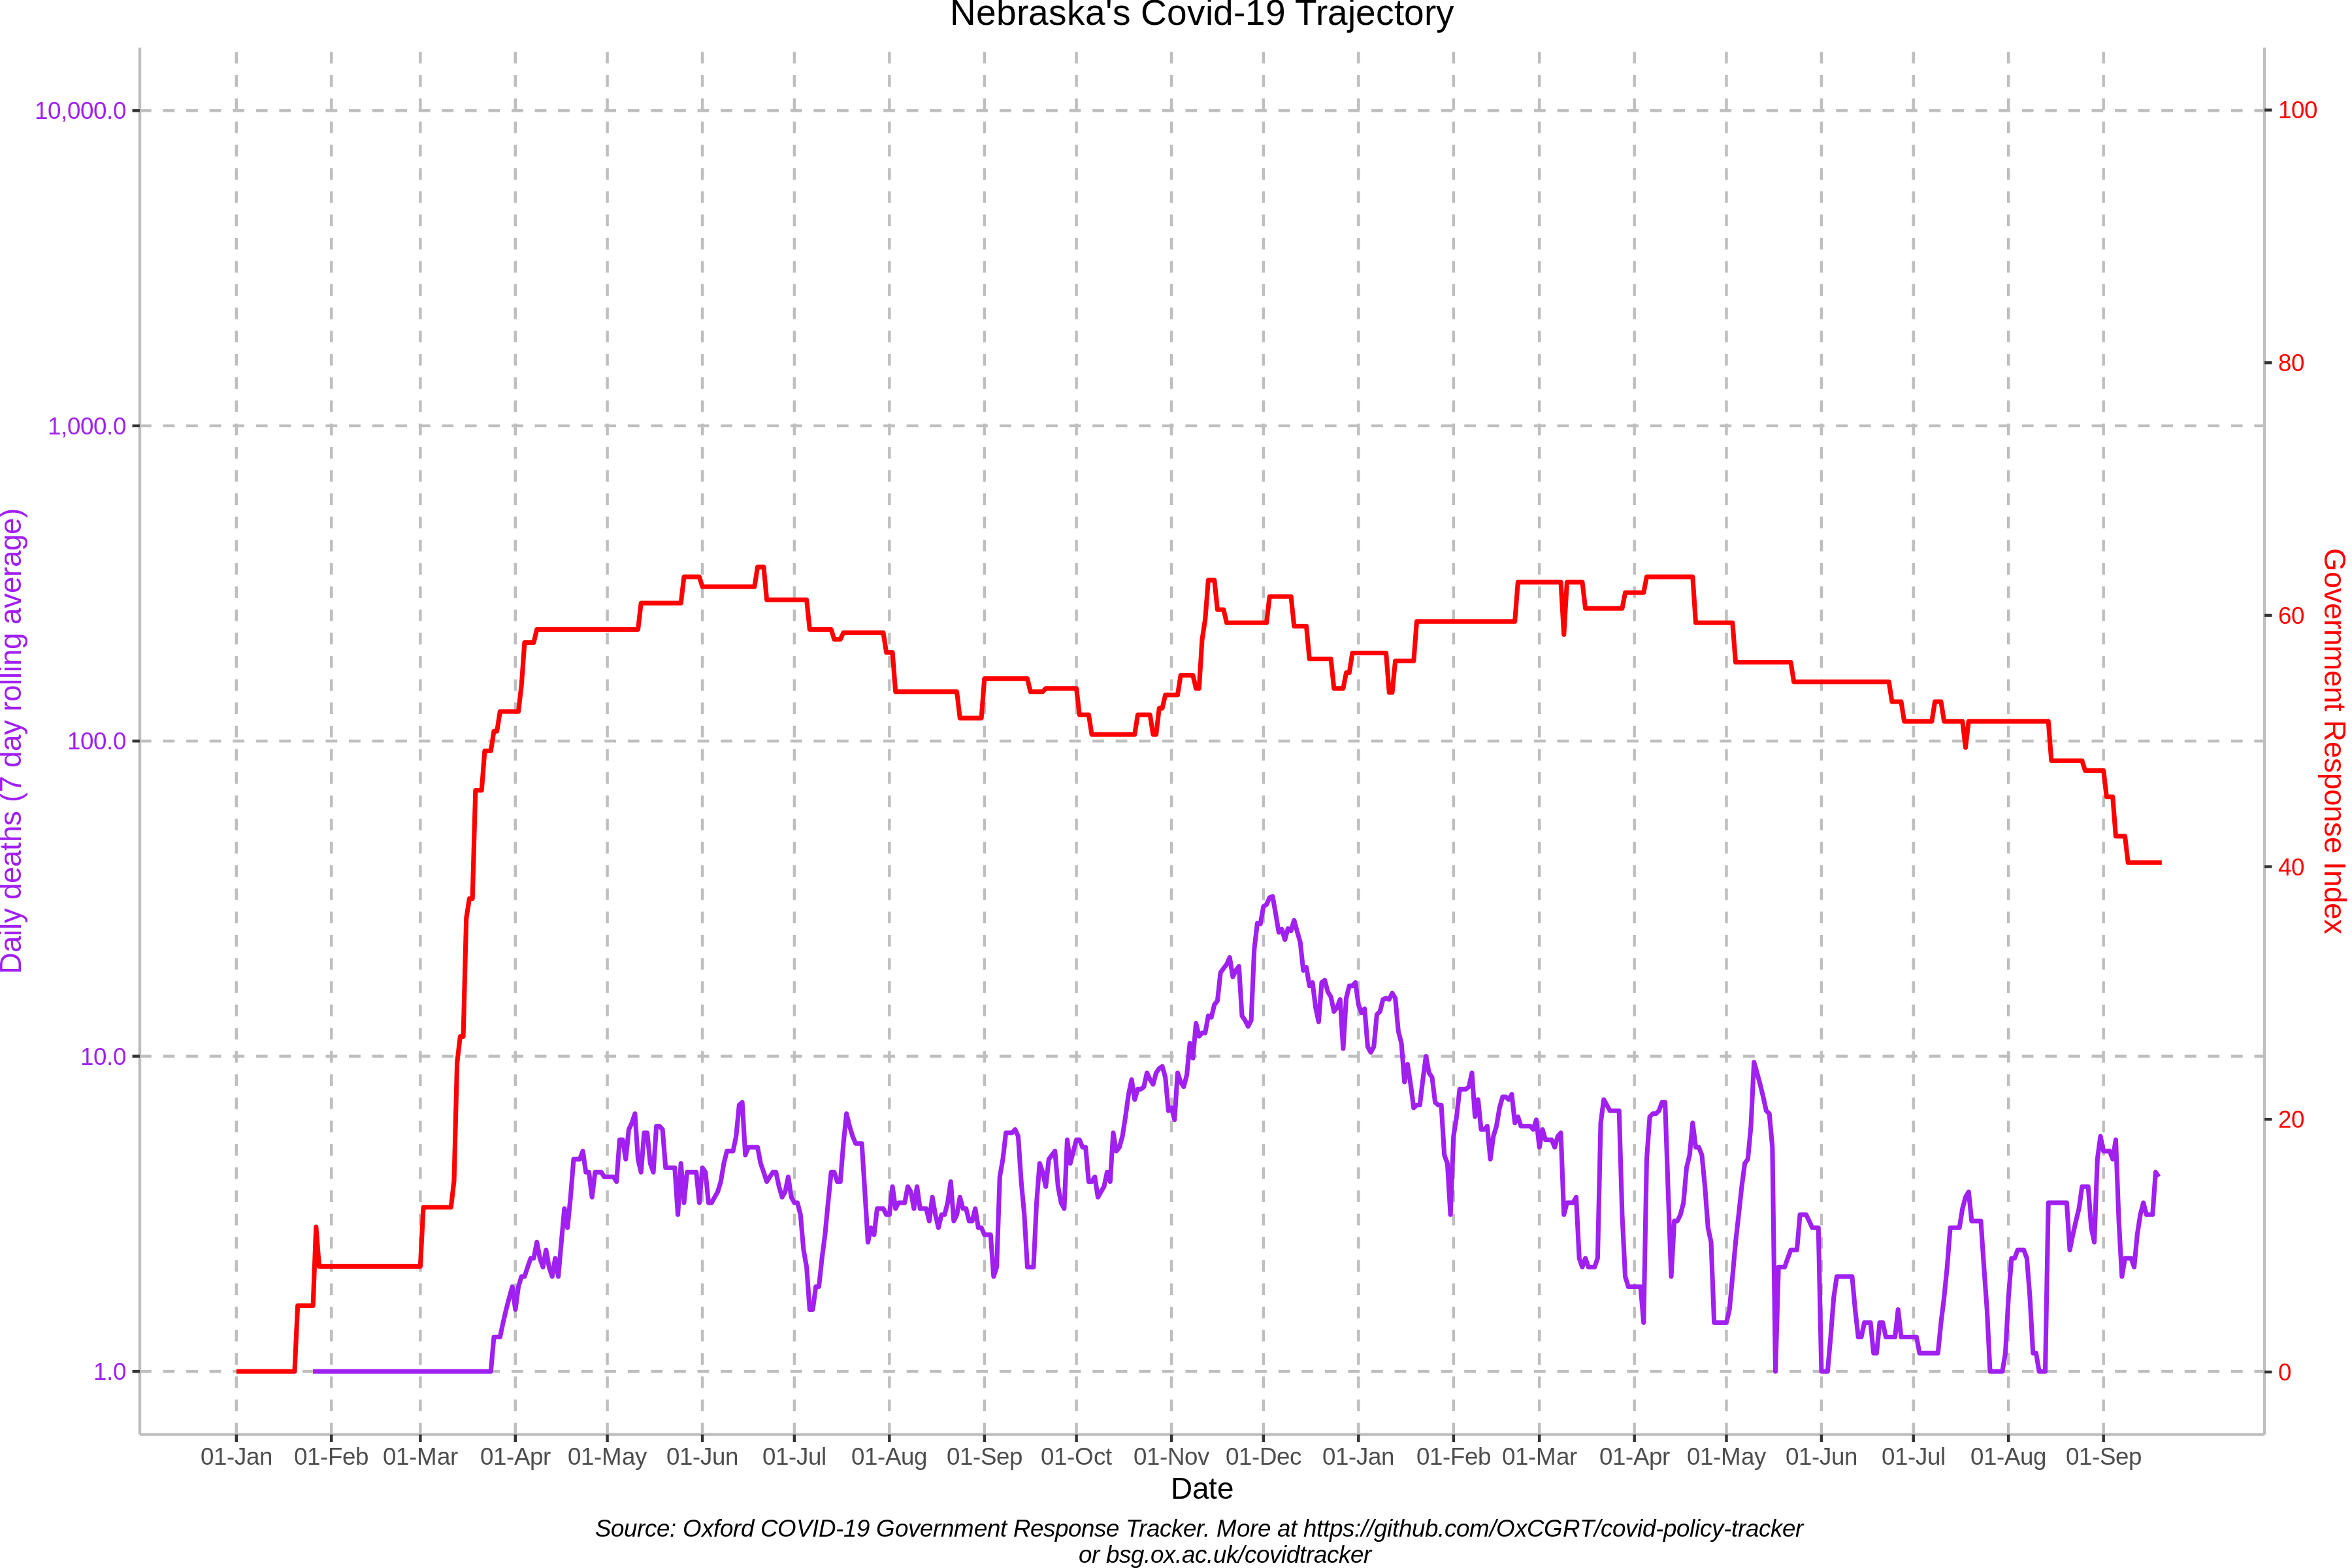 Nebraska's Covid-19 Trajectory
10,000.0
1,000.0
100.0
10.0
1.0
Daily deaths (7 day rolling average)
100
80
60
40
20
0
Government Response Index
01-Jan 01-Feb 01-Mar 01-Apr 01-May 01-Jun 01-Jul 01-Aug 01-Sep 01-Oct 01-Nov 01-Dec 01-Jan 01-Feb 01-Mar 01-Apr 01-May 01-Jun 01-Jul 01-Aug 01-Sep
Date
Source: Oxford COVID-19 Government Response Tracker. More at https://github.com/OxCGRT/covid-policy-tracker
or bsg.ox.ac.uk/covidtracker